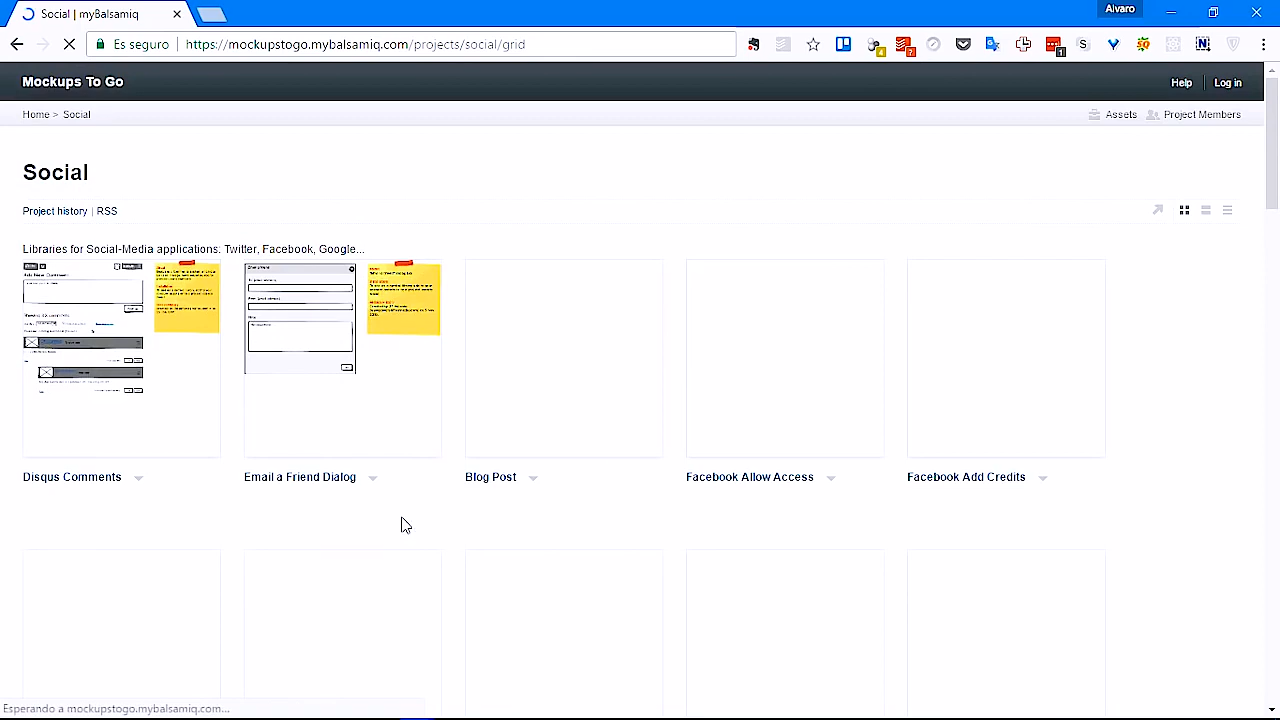 Social | myBalsamiq
Alvaro
Es seguro
https://mockupstogo.mybalsamiq.com/projects/social/grid
Mockups To Go
Help
Log in
Home > Social
Assets
Project Members
Social
Project history | RSS
Libraries for Social-Media applications: Twitter, Facebook, Google...
Disqus Comments
Email a Friend Dialog
Blog Post
Facebook Allow Access
Facebook Add Credits
Esperando a mockupstogo.mybalsamiq.com...